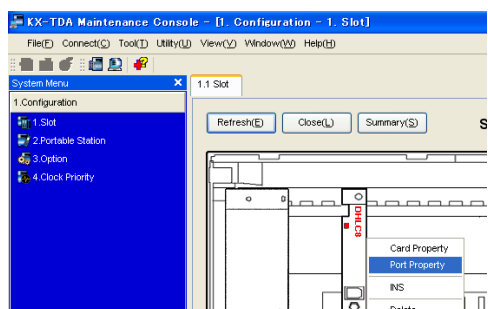 KX-TDA Maintenance Console - [1. Configuration - 1. Slot]
File(F) Connect(C) Tool(T) Utility(U) View(V) Window(W) Help(H)
System Menu X
1.1 Slot
1.Configuration
1.Slot
2.Portable Station
3.Option
4.Clock Priority
Refresh(E) Close(L) Summary(S) S
DHLC8
Card Property
Port Property
INS
Delete